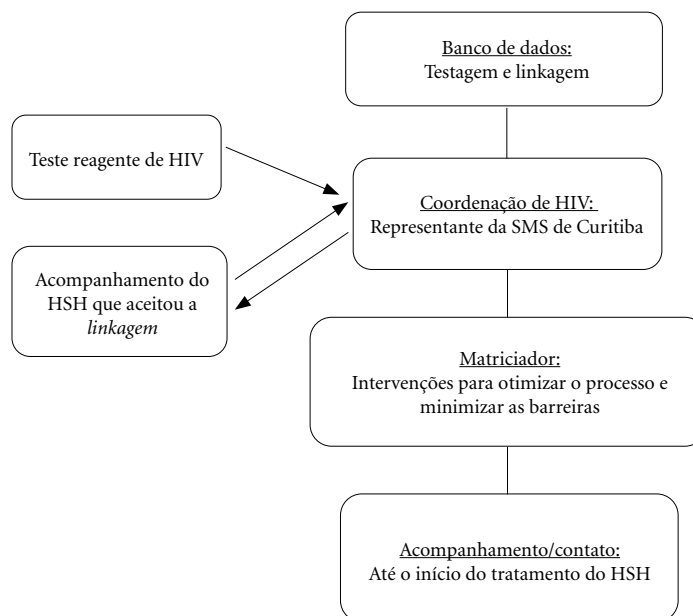 Banco de dados:
Testagem e linkagem
Teste reagente de HIV
Coordenação de HIV:
Representante da SMS de Curitiba
Acompanhamento do
HSH que aceitou a
linkagem
Matriciador:
Intervenções para otimizar o processo e
minimizar as barreiras
Acompanhamento/contato:
Até o início do tratamento do HSH